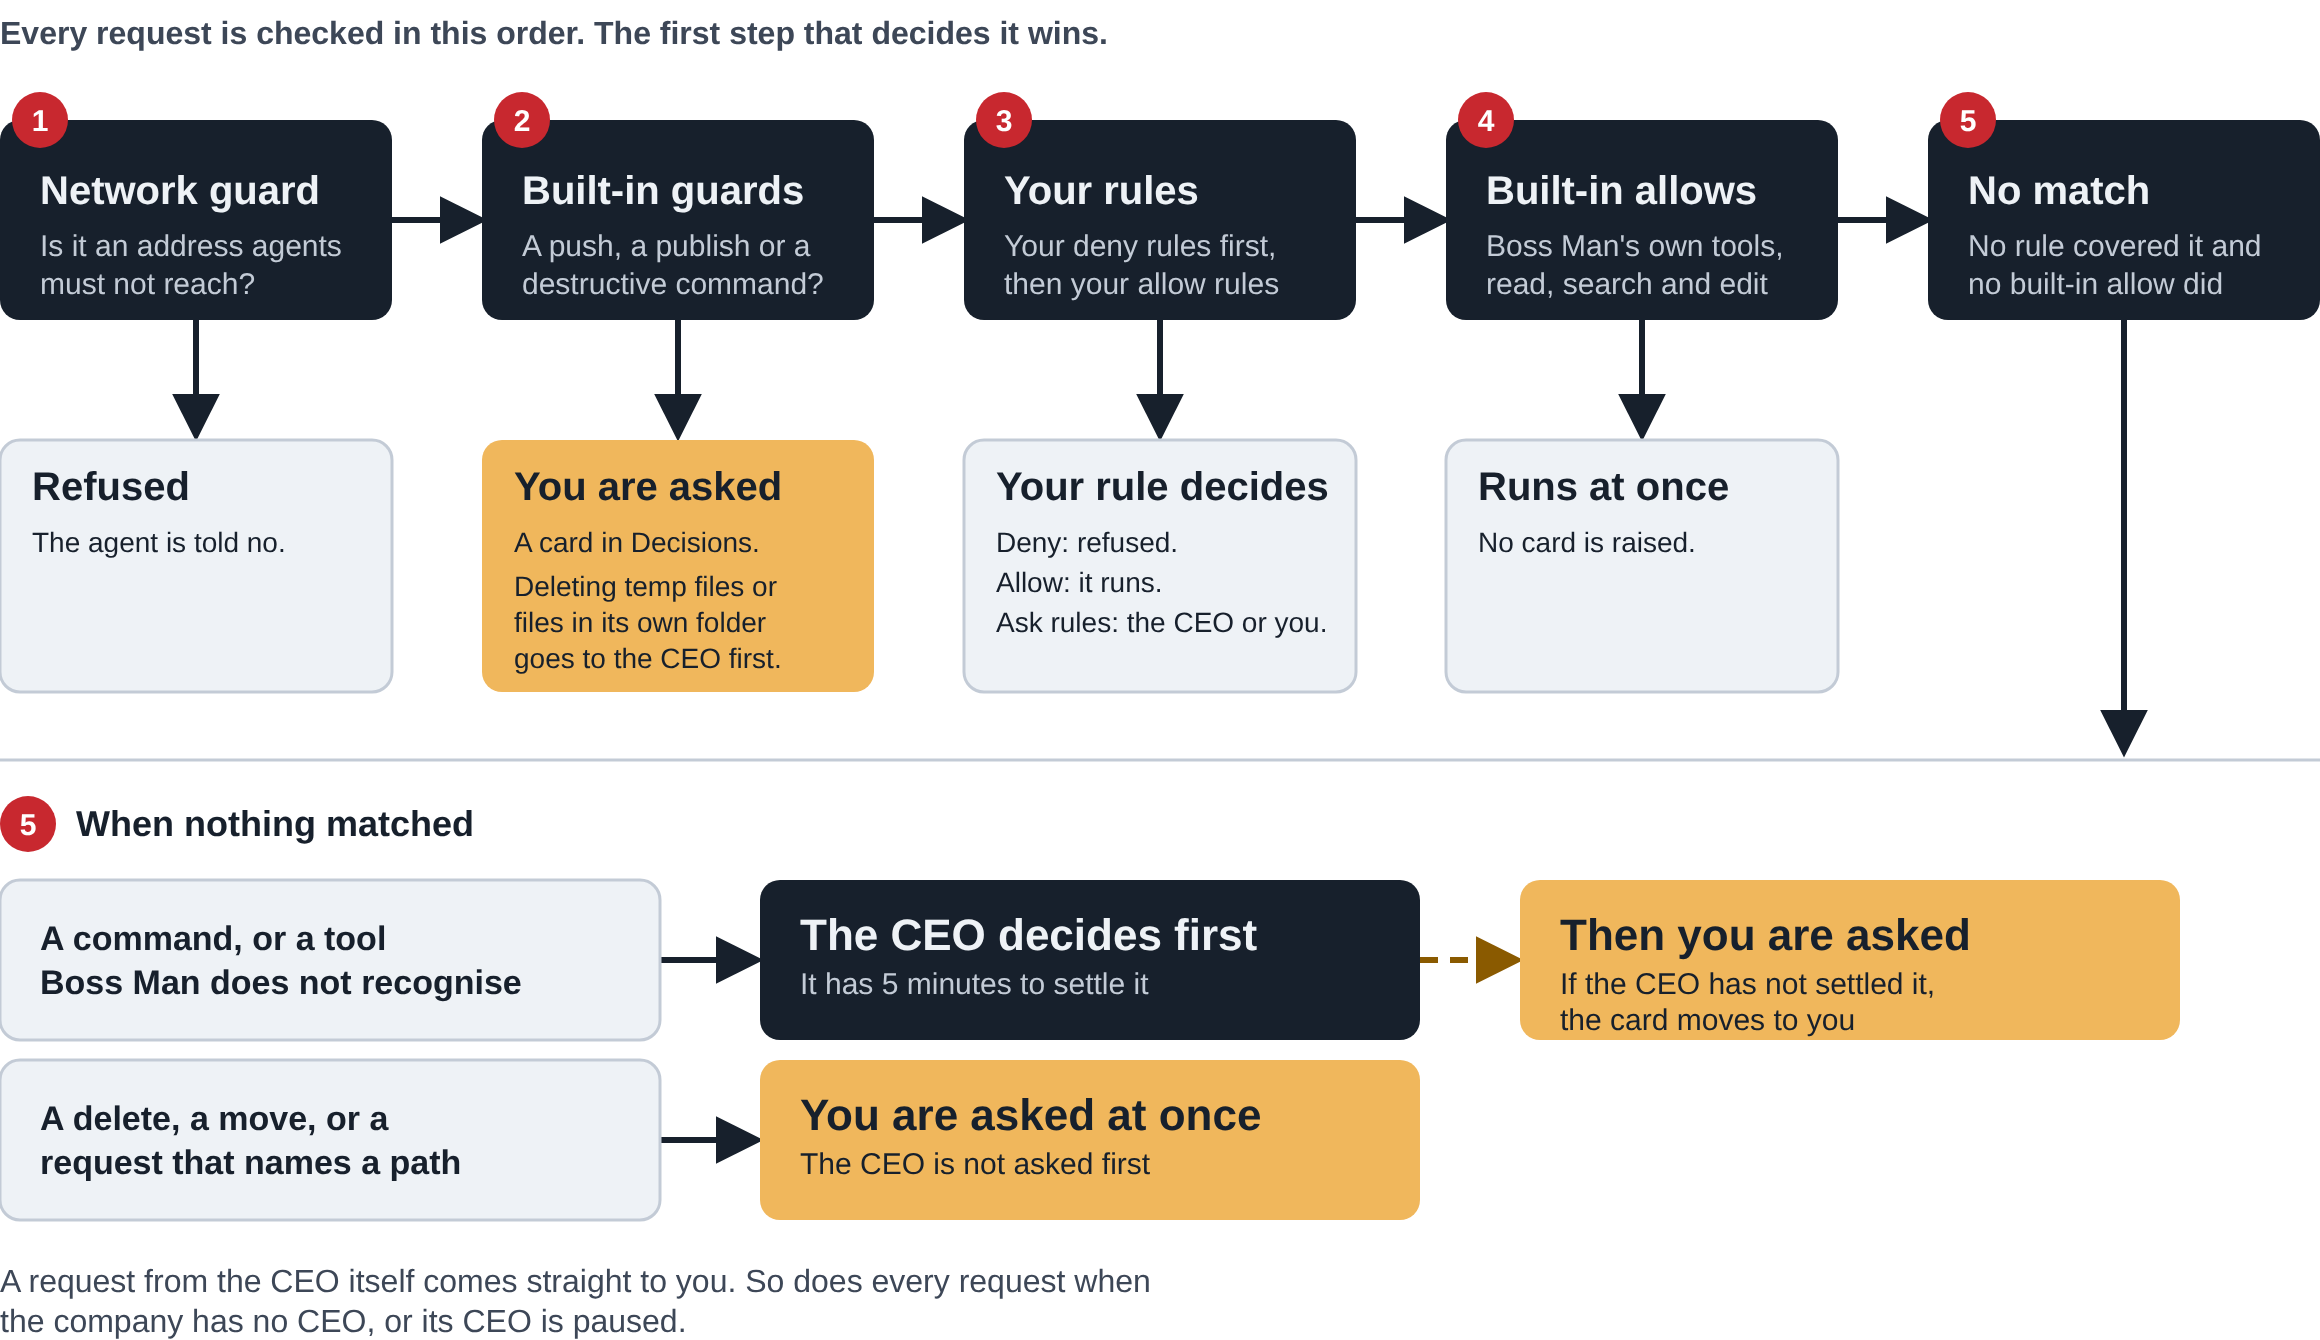 Every request is checked in this order. The first step that decides it wins.
1
2
3
4
5
Network guard
Is it an address agents
must not reach?
Built-in guards
A push, a publish or a
destructive command?
Your rules
Your deny rules first,
then your allow rules
Built-in allows
Boss Man's own tools,
read, search and edit
No match
No rule covered it and
no built-in allow did
Refused
The agent is told no.
You are asked
A card in Decisions.
Deleting temp files or
files in its own folder
goes to the CEO first.
Your rule decides
Deny: refused.
Allow: it runs.
Ask rules: the CEO or you.
Runs at once
No card is raised.
5
When nothing matched
A command, or a tool
Boss Man does not recognise
The CEO decides first
It has 5 minutes to settle it
Then you are asked
If the CEO has not settled it,
the card moves to you
A delete, a move, or a
request that names a path
You are asked at once
The CEO is not asked first
A request from the CEO itself comes straight to you. So does every request when
the company has no CEO, or its CEO is paused.